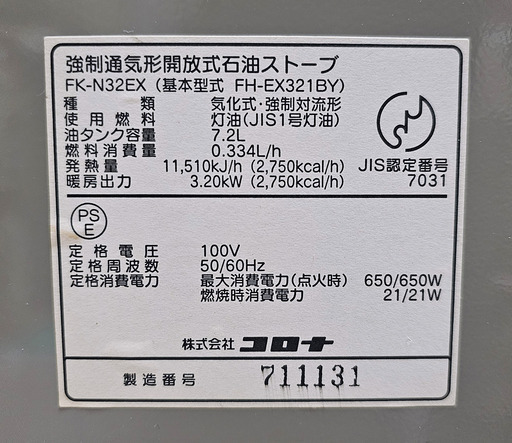 強制通気形開放式石油ストーブ
FK-N32EX (基本型式 FH-EX321BY)
種類 気化式・強制対流形
使用燃料 灯油(JIS1号灯油)
油タンク容量 7.2L
燃料消費量 0.334L/h
発熱量 11,510kJ/h (2,750kcal/h)
暖房出力 3.20kW (2,750kcal/h)
JIS認定番号
7031
PS
E
定格電圧 100V
定格周波数 50/60Hz
定格消費電力 最大消費電力(点火時) 650/650W
燃焼時消費電力 21/21W
株式会社 コロナ
製造番号 711131